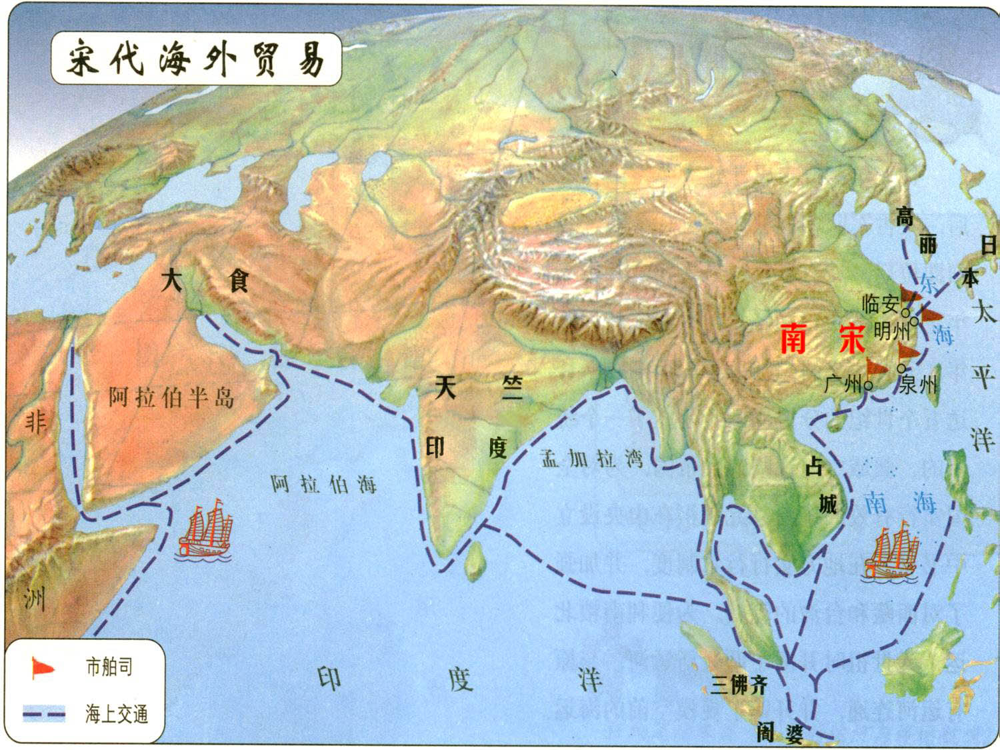 宋代海外贸易
高丽
日本
东海
太平洋
临安
明州
南宋
泉州
广州
大食
阿拉伯半岛
非洲
天竺
印度
孟加拉湾
阿拉伯海
占城
南海
印度洋
三佛齐
阇婆
市舶司
海上交通